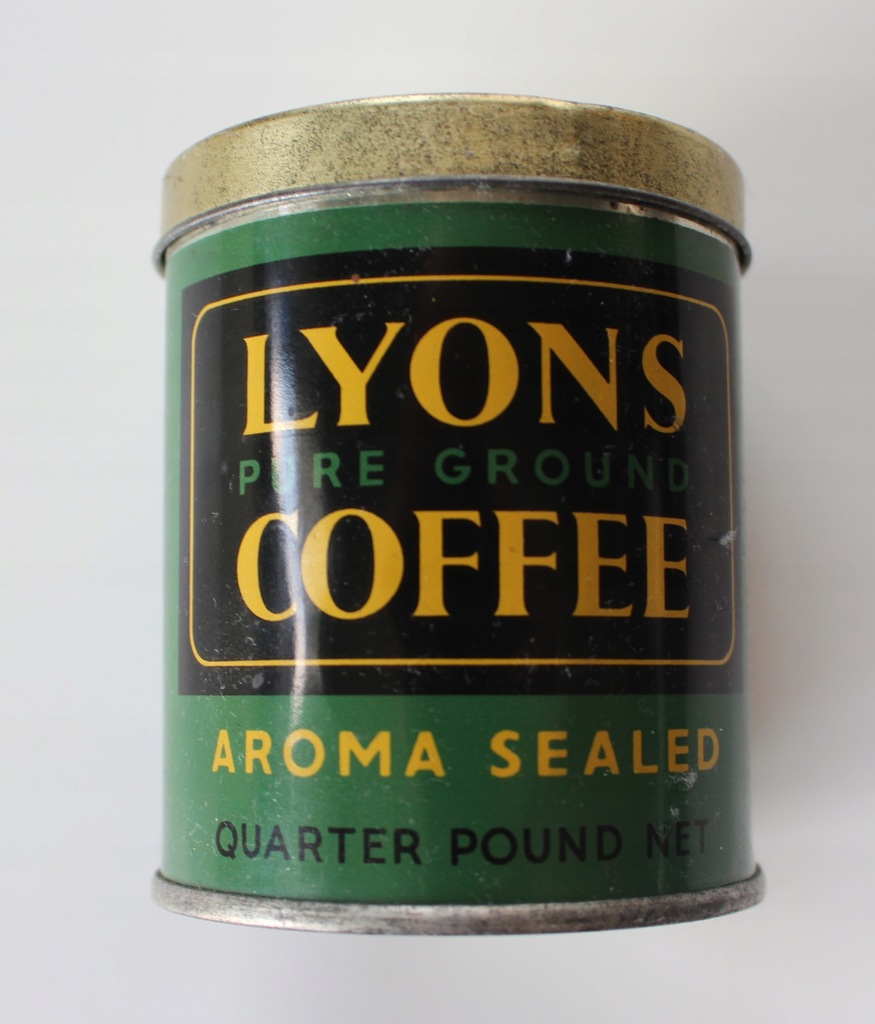 LYONS
PURE GROUND
COFFEE
AROMA SEALED
QUARTER POUND NET